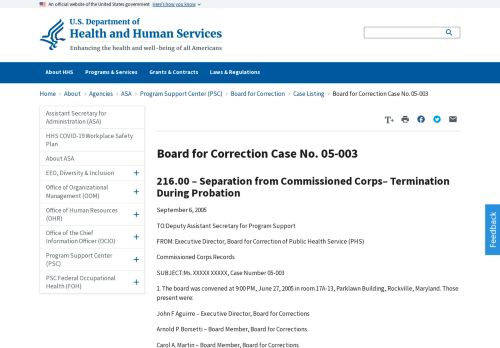 An official website of the United States government Here's how you know
U.S. Department of
Health and Human Services
Enhancing the health and well-being of all Americans
About HHS Programs & Services Grants & Contracts Laws & Regulations
Home > About > Agencies > ASA > Program Support Center (PSC) > Board for Correction > Case Listing > Board for Correction Case No. 05-003
Assistant Secretary for
Administration (ASA)
HHS COVID-19 Workplace Safety
Plan
About ASA
EEO, Diversity & Inclusion +
Office of Organizational
Management (OOM) +
Office of Human Resources
(OHR) +
Office of the Chief
Information Officer (OCIO) +
Program Support Center
(PSC) +
PSC Federal Occupational
Health (FOH) +
T+
Board for Correction Case No. 05-003
216.00 – Separation from Commissioned Corps– Termination
During Probation
September 6, 2005
TO:Deputy Assistant Secretary for Program Support
FROM: Executive Director, Board for Correction of Public Health Service (PHS)
Commissioned Corps Records
SUBJECT:Ms. XXXXX XXXXX, Case Number 05-003
1. The board was convened at 9:00 PM, June 27, 2005 in room 17A-13, Parklawn Building, Rockville, Maryland. Those
present were:
John F Aguirre – Executive Director, Board for Corrections
Arnold P. Borsetti – Board Member, Board for Corrections
Carol A. Martin – Board Member, Board for Corrections
Feedback